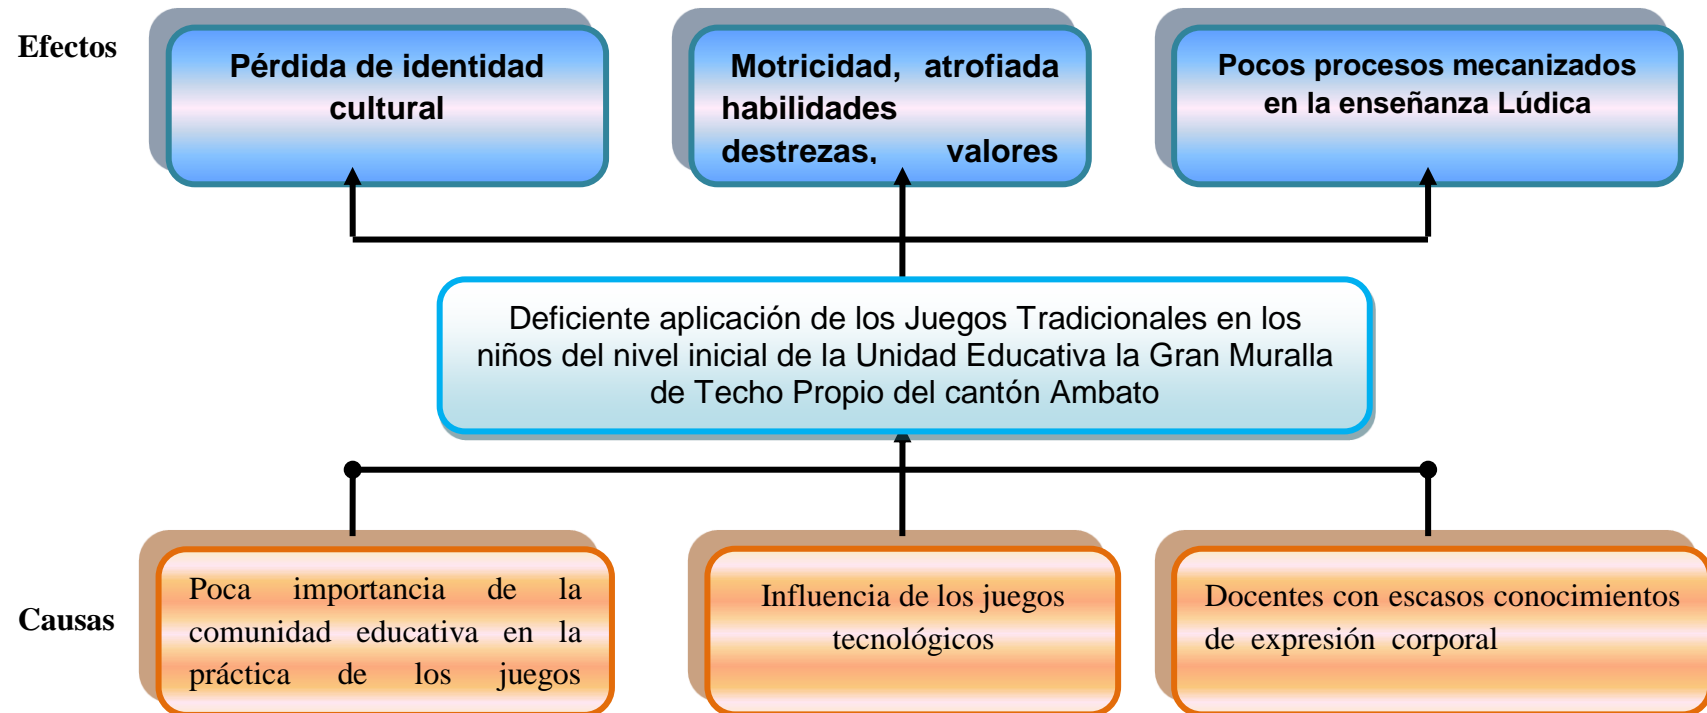 Efectos
Pérdida de identidad
cultural
Motricidad, atrofiada
habilidades
destrezas, valores
Pocos procesos mecanizados
en la enseñanza Lúdica
Deficiente aplicación de los Juegos Tradicionales en los
niños del nivel inicial de la Unidad Educativa la Gran Muralla
de Techo Propio del cantón Ambato
Causas
Poca importancia de la
comunidad educativa en la
práctica de los juegos
Influencia de los juegos
tecnológicos
Docentes con escasos conocimientos
de expresión corporal